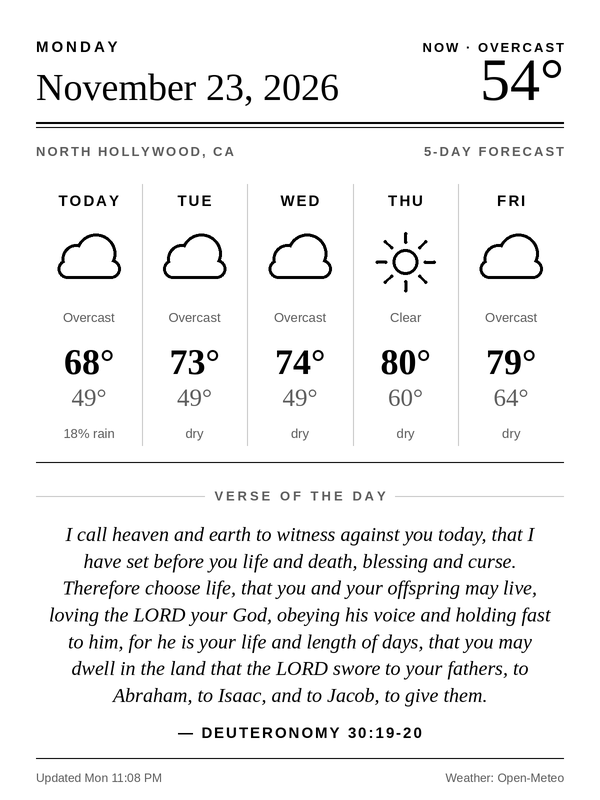 MONDAY
NOW · OVERCAST
November 23, 2026
54°
NORTH HOLLYWOOD, CA
5-DAY FORECAST
TODAY
TUE
WED
THU
FRI
Overcast
Overcast
Overcast
Clear
Overcast
68°
73°
74°
80°
79°
49°
49°
49°
60°
64°
18% rain
dry
dry
dry
dry
VERSE OF THE DAY
I call heaven and earth to witness against you today, that I
have set before you life and death, blessing and curse.
Therefore choose life, that you and your offspring may live,
loving the LORD your God, obeying his voice and holding fast
to him, for he is your life and length of days, that you may
dwell in the land that the LORD swore to your fathers, to
Abraham, to Isaac, and to Jacob, to give them.
— DEUTERONOMY 30:19-20
Updated Mon 11:08 PM
Weather: Open-Meteo